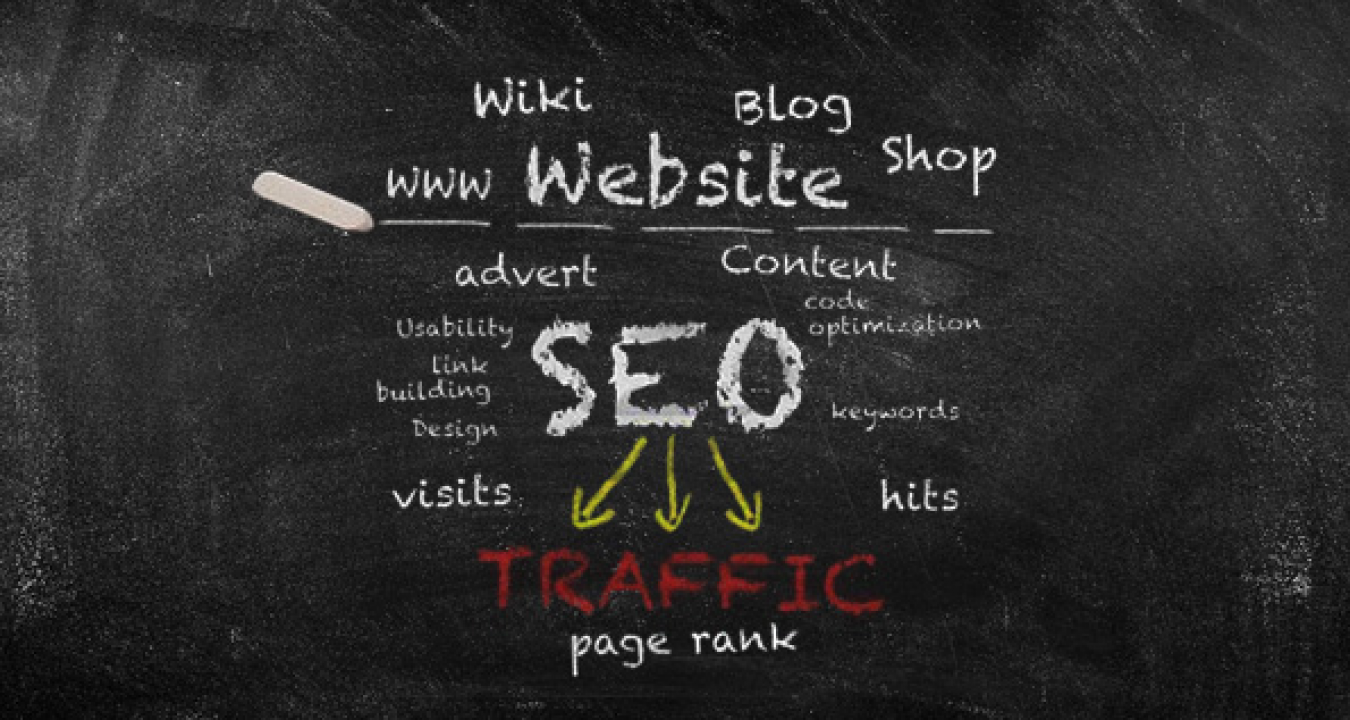 Wiki Blog
www Website Shop
advert Content
code
Usability SEO optimization
link
building
keywords
Design
visits hits
TRAFFIC
page rank